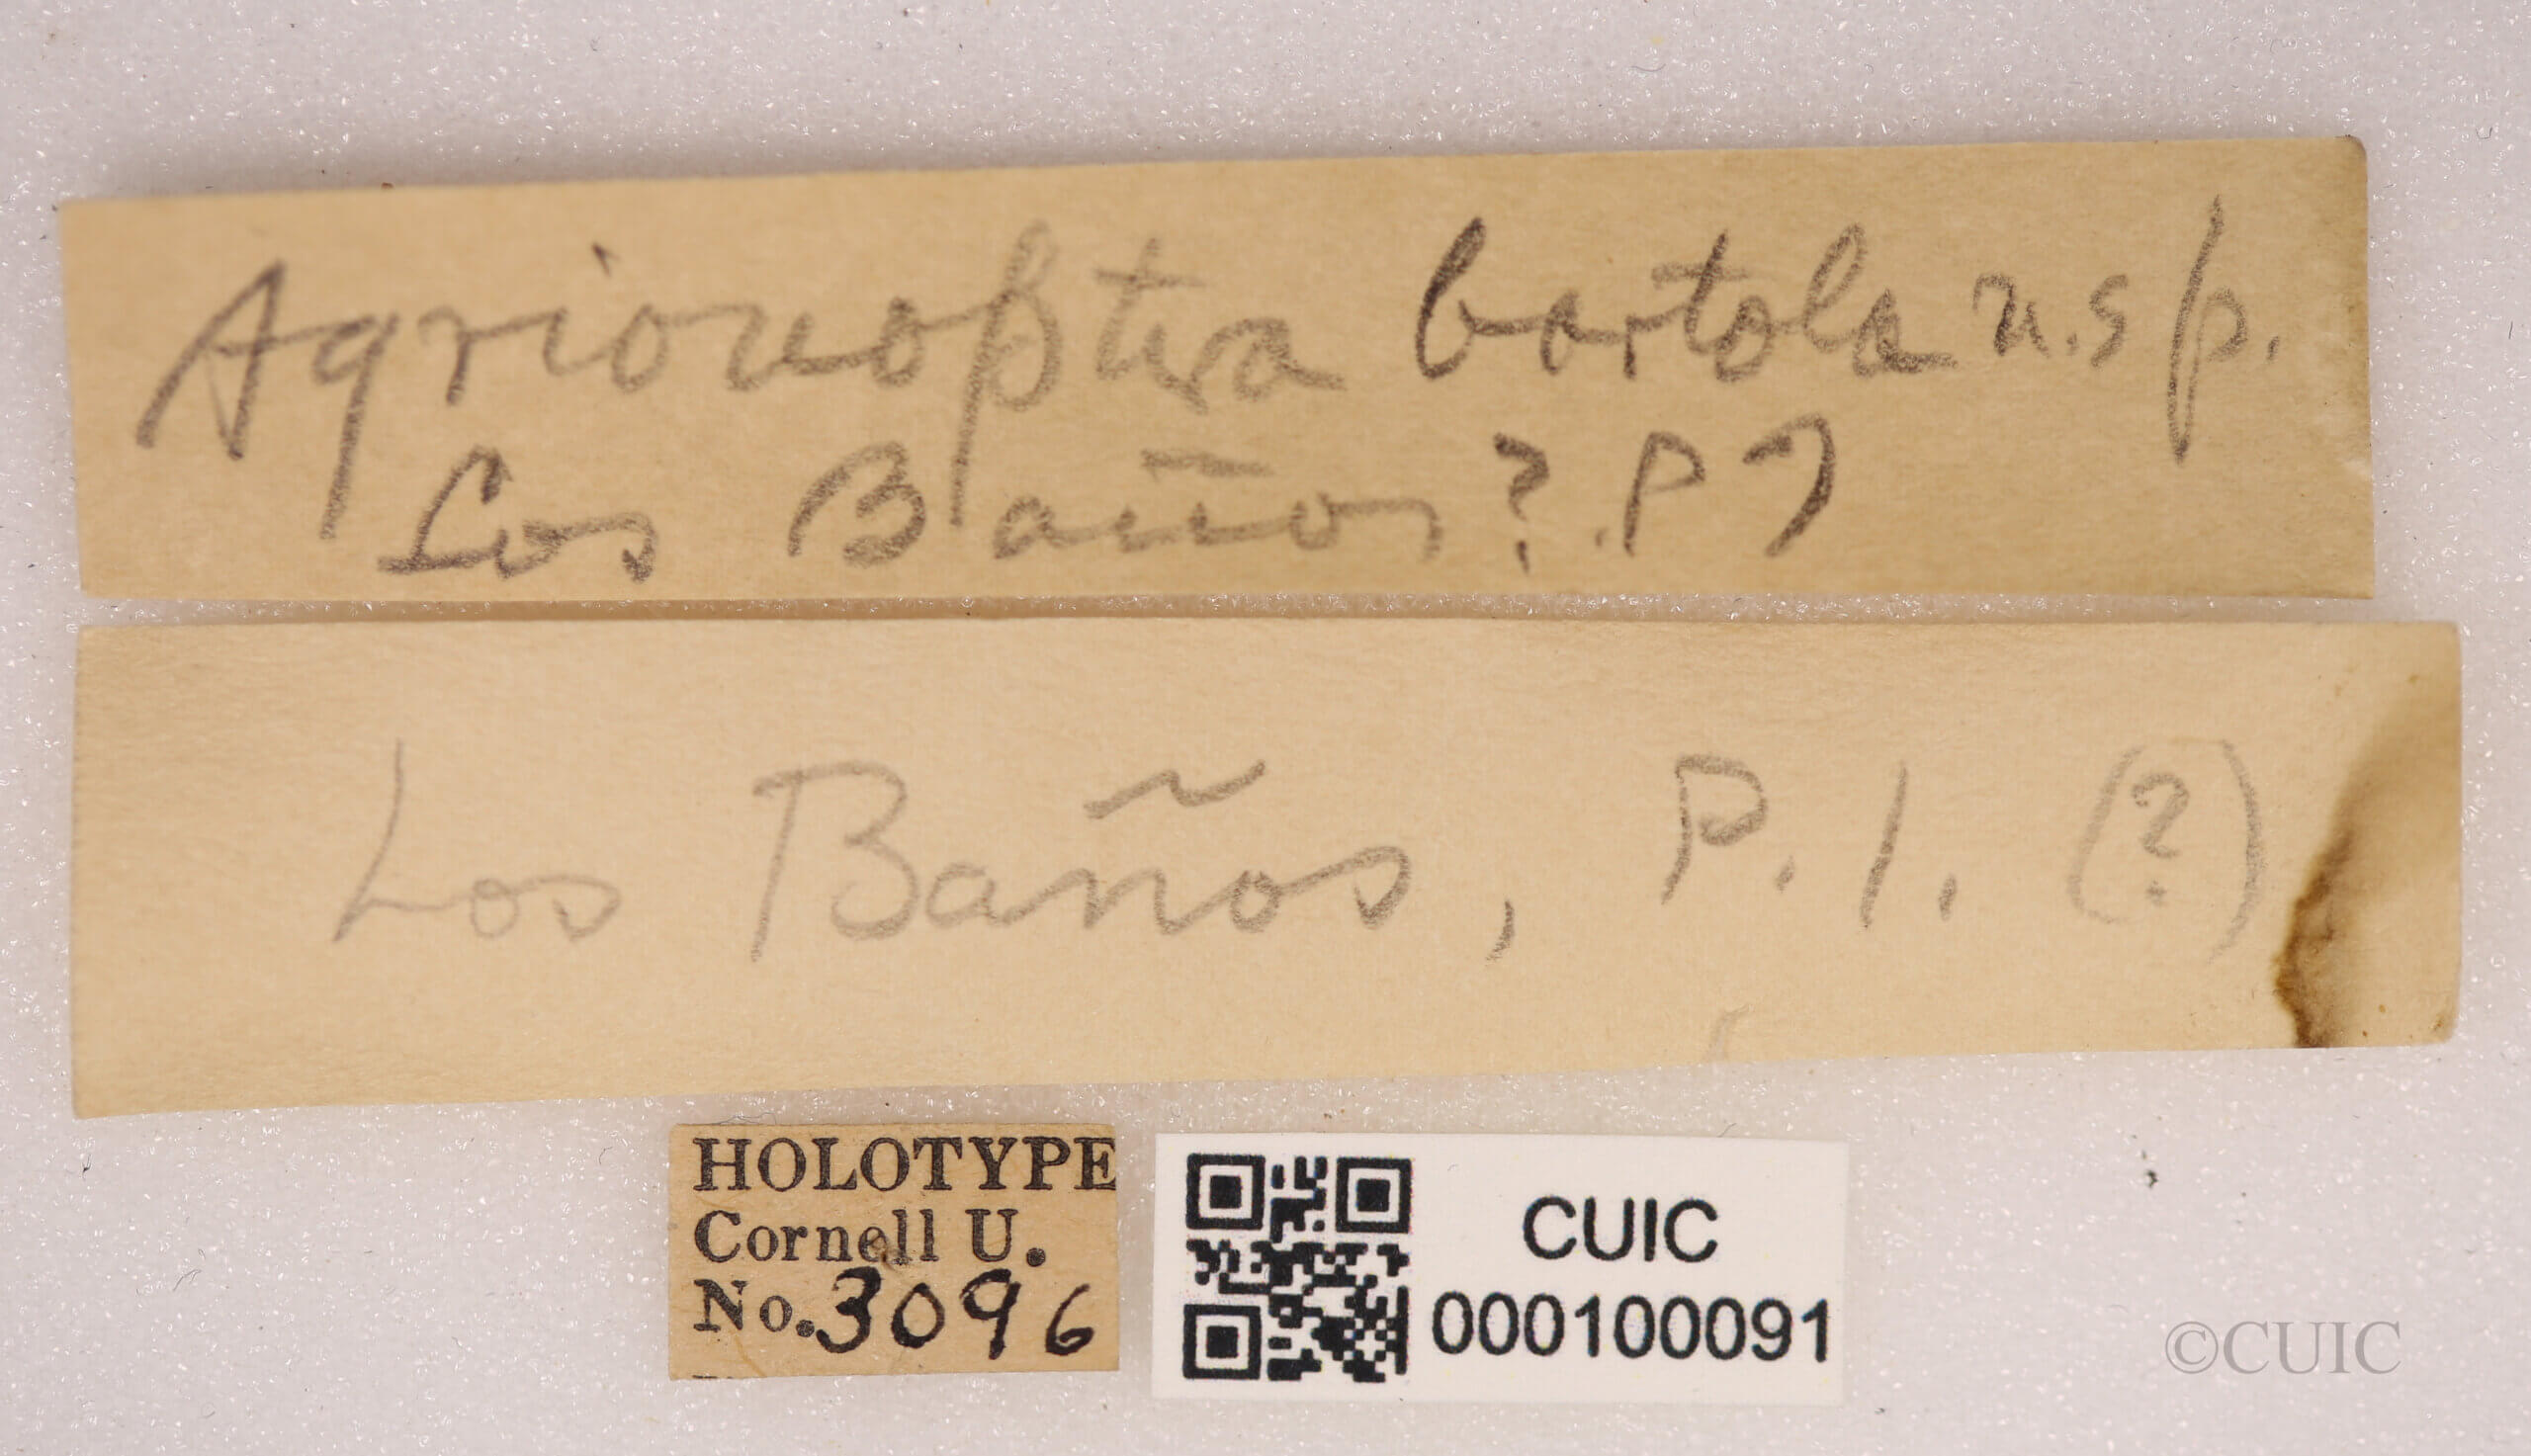 Agrionoptera bartola n.sp.
Los Baños? P I
Los Baños, P. I. (?)
HOLOTYPE
Cornell U.
No. 3096
CUIC
000100091
©CUIC